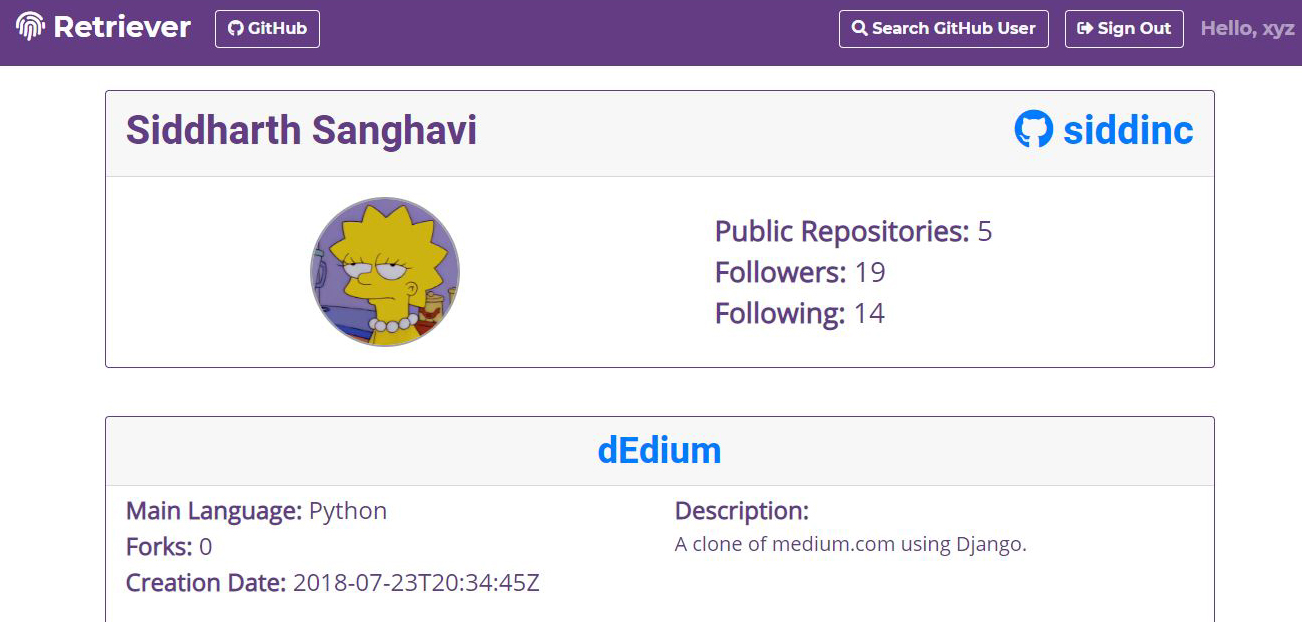 Retriever GitHub Search GitHub User Sign Out Hello, xyz
Siddharth Sanghavi siddinc
Public Repositories: 5
Followers: 19
Following: 14
dEdium
Main Language: Python
Forks: 0
Creation Date: 2018-07-23T20:34:45Z
Description:
A clone of medium.com using Django.